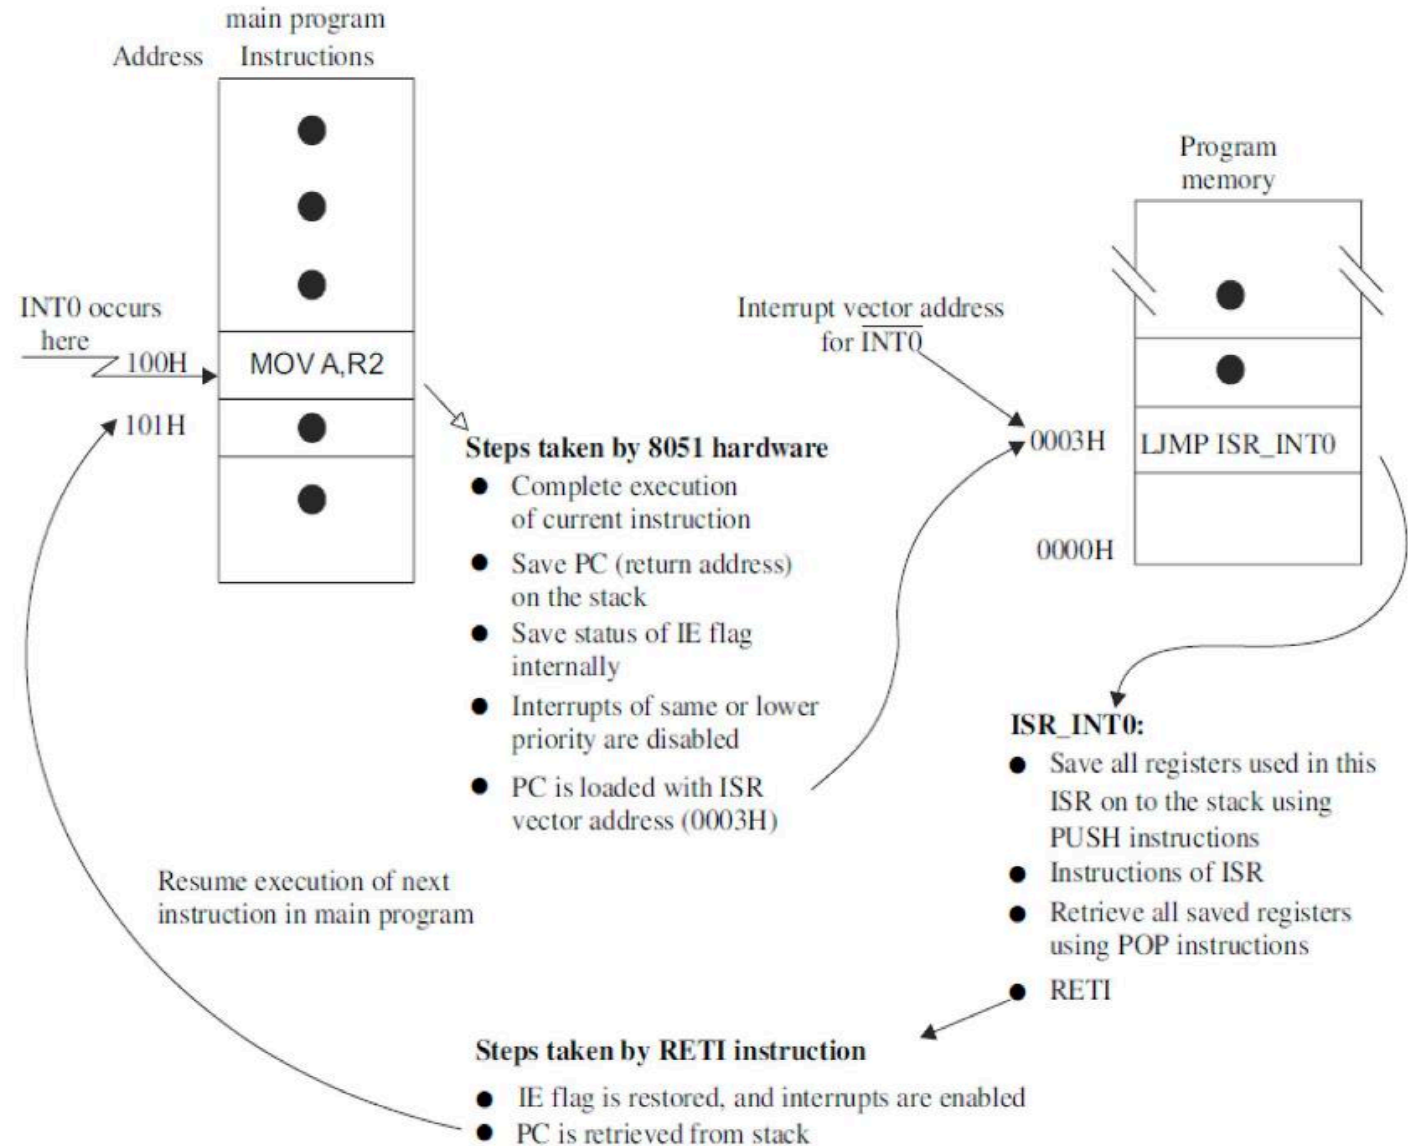 main program
Address Instructions
INT0 occurs
here
100H
MOV A,R2
101H
Steps taken by 8051 hardware
● Complete execution
of current instruction
● Save PC (return address)
on the stack
● Save status of IE flag
internally
● Interrupts of same or lower
priority are disabled
● PC is loaded with ISR
vector address (0003H)
Interrupt vector address
for INT0
Program
memory
0003H
LJMP ISR_INT0
0000H
ISR_INT0:
● Save all registers used in this
ISR on to the stack using
PUSH instructions
● Instructions of ISR
● Retrieve all saved registers
using POP instructions
● RETI
Steps taken by RETI instruction
● IE flag is restored, and interrupts are enabled
● PC is retrieved from stack
Resume execution of next
instruction in main program